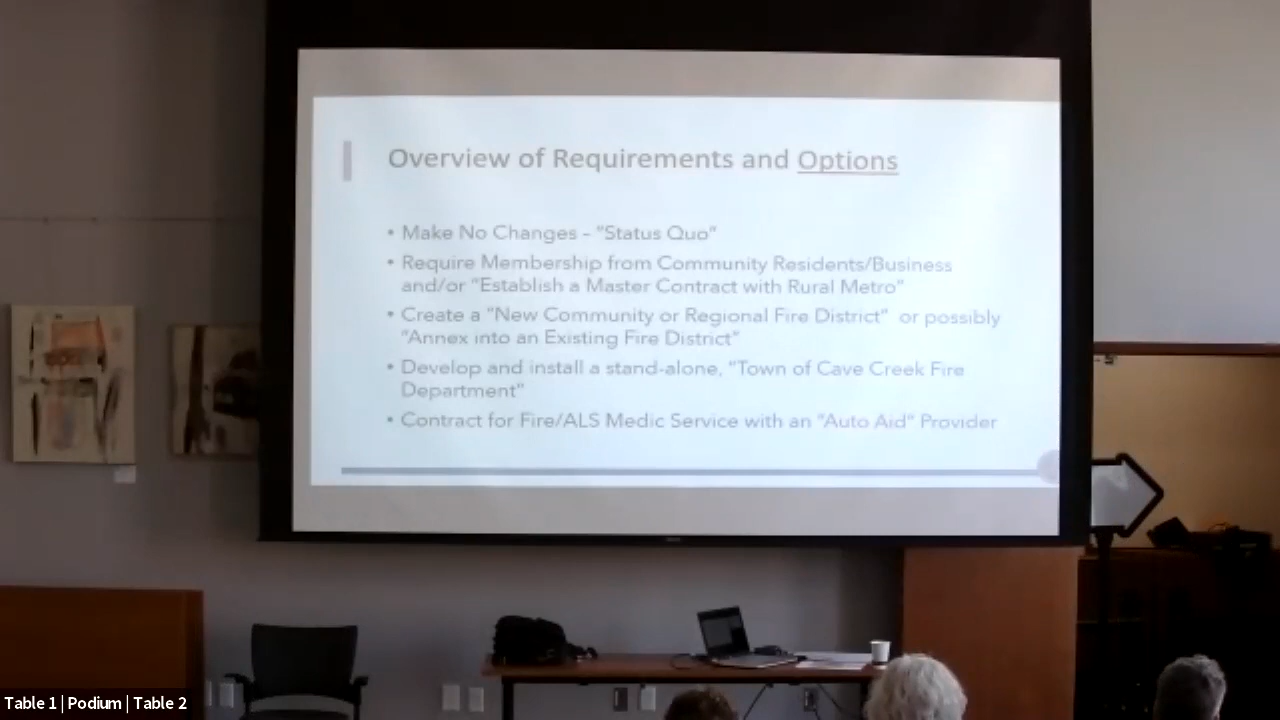 Overview of Requirements and Options
• Make No Changes – "Status Quo"
• Require Membership from Community Residents/Business
and/or "Establish a Master Contract with Rural Metro"
• Create a "New Community or Regional Fire District" or possibly
"Annex into an Existing Fire District"
• Develop and install a stand-alone, "Town of Cave Creek Fire
Department"
• Contract for Fire/ALS Medic Service with an "Auto Aid" Provider
Table 1 | Podium | Table 2